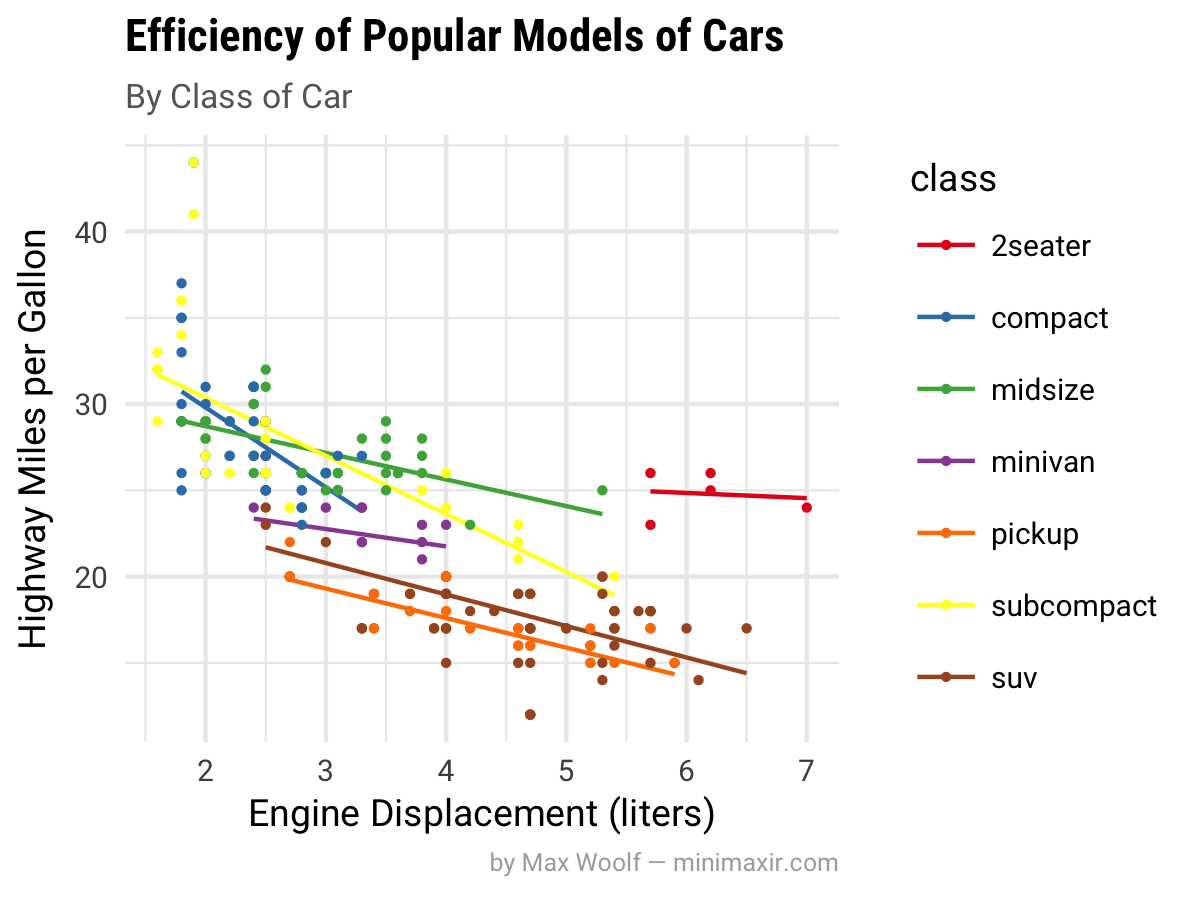 Efficiency of Popular Models of Cars
By Class of Car
Highway Miles per Gallon
40
30
20
2 3 4 5 6 7
Engine Displacement (liters)
by Max Woolf — minimaxir.com
class
2seater
compact
midsize
minivan
pickup
subcompact
suv